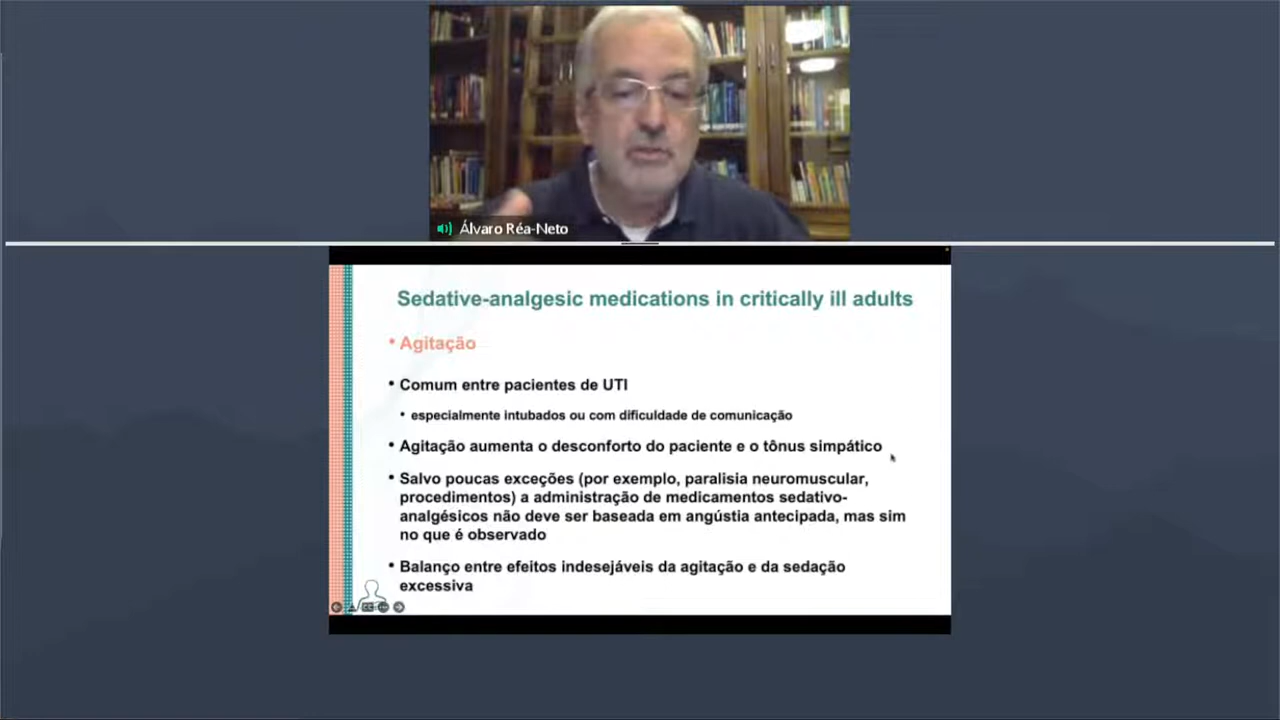 Álvaro Réa-Neto
Sedative-analgesic medications in critically ill adults
• Agitação
• Comum entre pacientes de UTI
• especialmente intubados ou com dificuldade de comunicação
• Agitação aumenta o desconforto do paciente e o tônus simpático
• Salvo poucas exceções (por exemplo, paralisia neuromuscular,
procedimentos) a administração de medicamentos sedativo-
analgésicos não deve ser baseada em angústia antecipada, mas sim
no que é observado
• Balanço entre efeitos indesejáveis da agitação e da sedação
excessiva